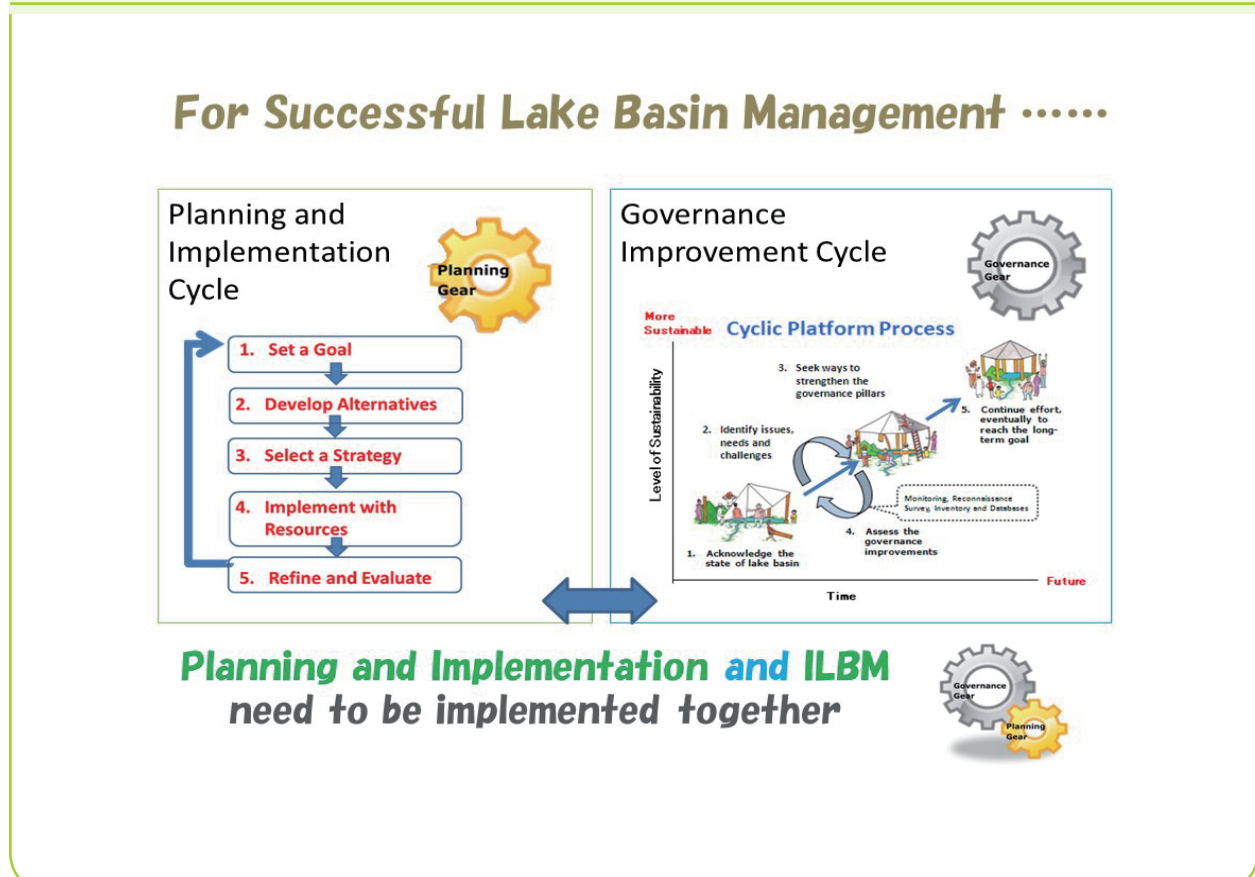 For Successful Lake Basin Management ······
Planning and
Implementation
Cycle
Planning
Gear
1. Set a Goal
2. Develop Alternatives
3. Select a Strategy
4. Implement with
Resources
5. Refine and Evaluate
Governance
Improvement Cycle
Governance
Gear
More
Sustainable
Cyclic Platform Process
Level of Sustainability
3. Seek ways to
strengthen the
governance pillars
2. Identify issues,
needs and
challenges
5. Continue effort,
eventually to
reach the long-
term goal
Monitoring, Reconnaissance
Survey, Inventory and Databases
4. Assess the
governance
improvements
1. Acknowledge the
state of lake basin
Future
Time
Planning and Implementation and ILBM
need to be implemented together
Governance
Gear
Planning
Gear